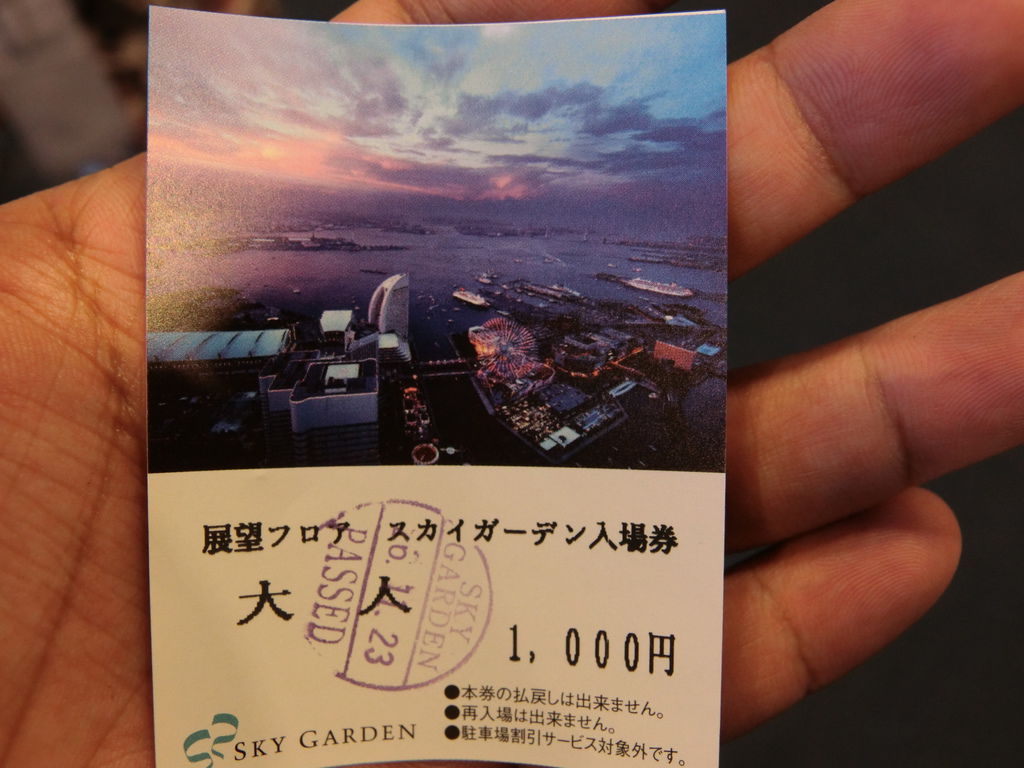 展望フロア スカイガーデン入場券
大 人
SKY
GARDEN
11. 23
PASSED
1,000円
●本券の払戻しは出来ません。
●再入場は出来ません。
●駐車場割引サービス対象外です。
SKY GARDEN